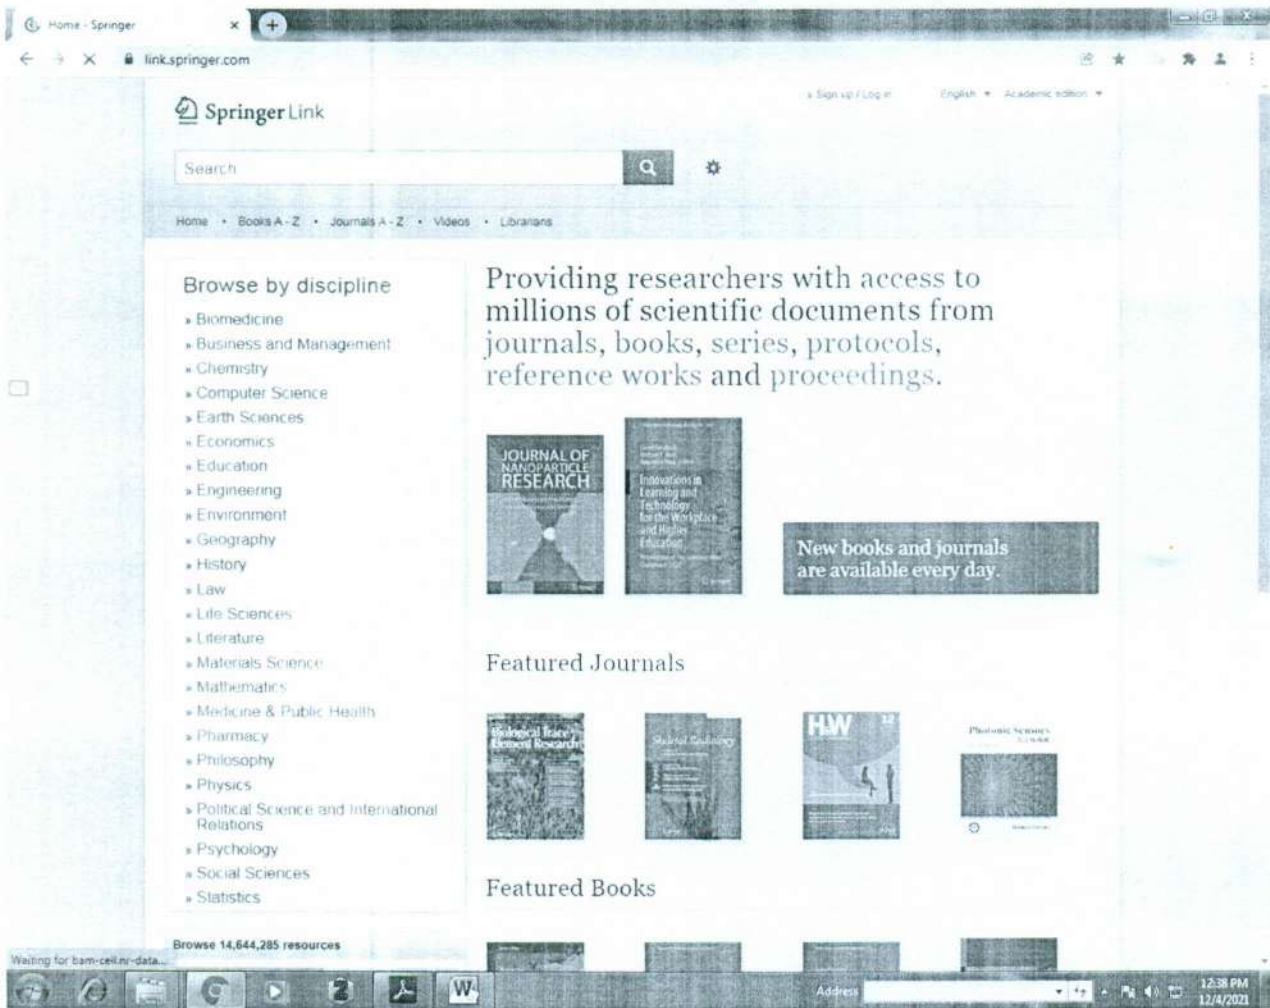 Home - Springer
link.springer.com
» Sign up / Log in English Academic edition
Springer Link
Search
Home • Books A - Z • Journals A - Z • Videos • Librarians
Browse by discipline
» Biomedicine
» Business and Management
» Chemistry
» Computer Science
» Earth Sciences
» Economics
» Education
» Engineering
» Environment
» Geography
» History
» Law
» Life Sciences
» Literature
» Materials Science
» Mathematics
» Medicine & Public Health
» Pharmacy
» Philosophy
» Physics
» Political Science and International
Relations
» Psychology
» Social Sciences
» Statistics
Browse 14,644,285 resources
Providing researchers with access to
millions of scientific documents from
journals, books, series, protocols,
reference works and proceedings.
JOURNAL OF
NANOPARTICLE
RESEARCH
Innovations in
Learning and
Technology
for the Workplace
and Higher
Education
New books and journals
are available every day.
Featured Journals
Biological Trace
Element Research
Skeletal Radiology
HMW 12
Photonic Sensors
Featured Books
Waiting for bam-cell.nr-data...
W
Address
12:38 PM
12/4/2021